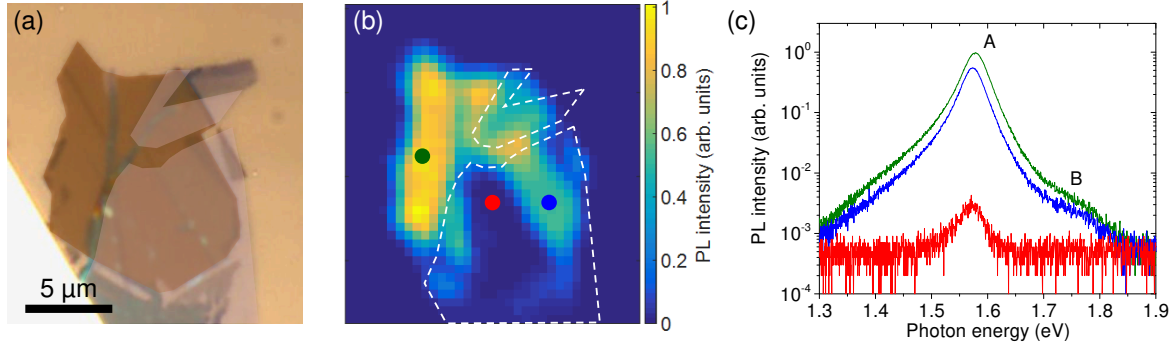 (a)
5 µm
(b)
1
0.8
0.6
0.4
0.2
0
PL intensity (arb. units)
(c)
A
B
10⁰
10⁻¹
10⁻²
10⁻³
10⁻⁴
PL intensity (arb. units)
1.3 1.4 1.5 1.6 1.7 1.8 1.9
Photon energy (eV)